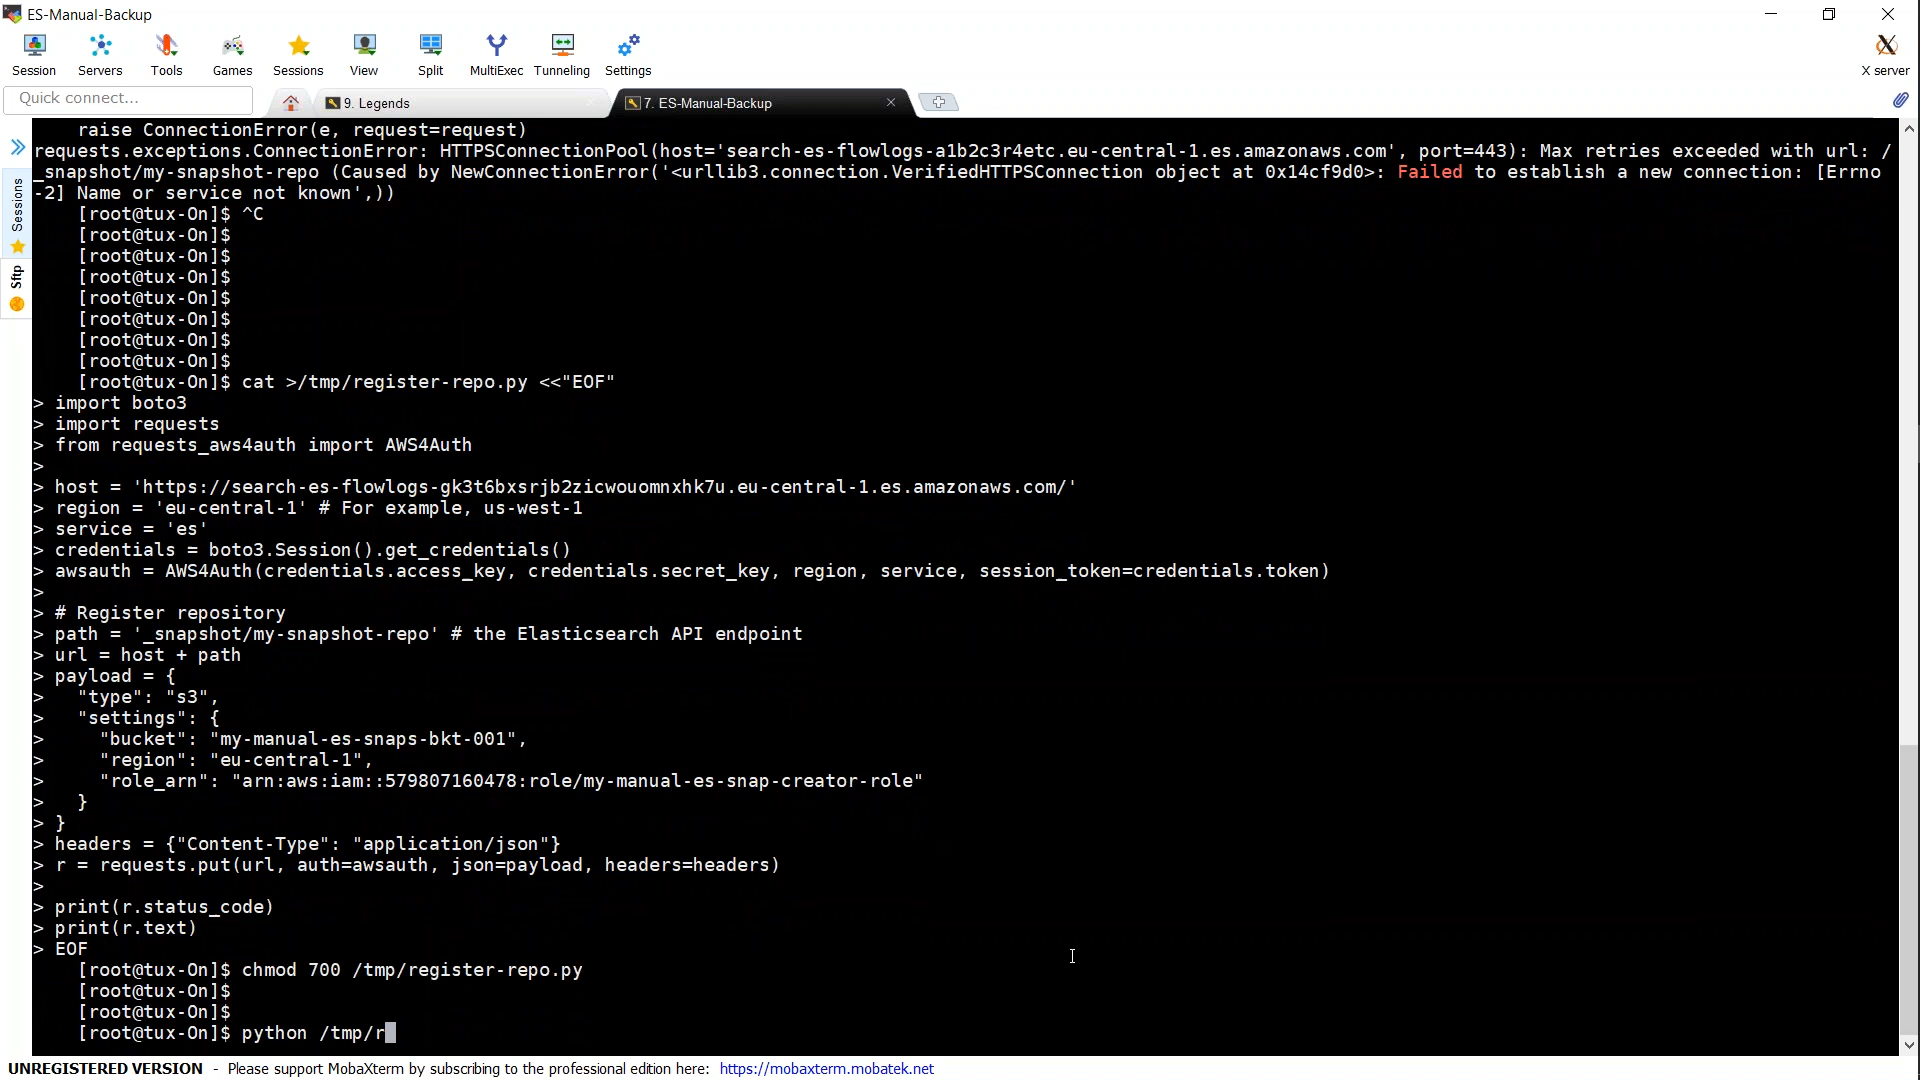 ES-Manual-Backup
Session Servers Tools Games Sessions View Split MultiExec Tunneling Settings X server
Quick connect... 9. Legends 7. ES-Manual-Backup
Sessions
Sftp
raise ConnectionError(e, request=request)
requests.exceptions.ConnectionError: HTTPSConnectionPool(host='search-es-flowlogs-a1b2c3r4etc.eu-central-1.es.amazonaws.com', port=443): Max retries exceeded with url: /
_snapshot/my-snapshot-repo (Caused by NewConnectionError('<urllib3.connection.VerifiedHTTPSConnection object at 0x14cf9d0>: Failed to establish a new connection: [Errno
-2] Name or service not known',))
[root@tux-On]$ ^C
[root@tux-On]$
[root@tux-On]$
[root@tux-On]$
[root@tux-On]$
[root@tux-On]$
[root@tux-On]$
[root@tux-On]$
[root@tux-On]$ cat >/tmp/register-repo.py <<"EOF"
> import boto3
> import requests
> from requests_aws4auth import AWS4Auth
>
> host = 'https://search-es-flowlogs-gk3t6bxsrjb2zicwouomnxhk7u.eu-central-1.es.amazonaws.com/'
> region = 'eu-central-1' # For example, us-west-1
> service = 'es'
> credentials = boto3.Session().get_credentials()
> awsauth = AWS4Auth(credentials.access_key, credentials.secret_key, region, service, session_token=credentials.token)
>
> # Register repository
> path = '_snapshot/my-snapshot-repo' # the Elasticsearch API endpoint
> url = host + path
> payload = {
>   "type": "s3",
>   "settings": {
>     "bucket": "my-manual-es-snaps-bkt-001",
>     "region": "eu-central-1",
>     "role_arn": "arn:aws:iam::579807160478:role/my-manual-es-snap-creator-role"
>   }
> }
> headers = {"Content-Type": "application/json"}
> r = requests.put(url, auth=awsauth, json=payload, headers=headers)
>
> print(r.status_code)
> print(r.text)
> EOF
[root@tux-On]$ chmod 700 /tmp/register-repo.py
[root@tux-On]$
[root@tux-On]$
[root@tux-On]$ python /tmp/r
UNREGISTERED VERSION - Please support MobaXterm by subscribing to the professional edition here: https://mobaxterm.mobatek.net